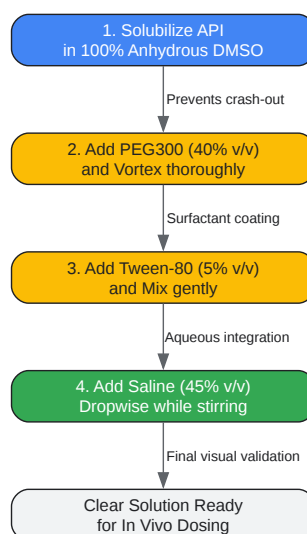 1. Solubilize API
in 100% Anhydrous DMSO
Prevents crash-out
2. Add PEG300 (40% v/v)
and Vortex thoroughly
Surfactant coating
3. Add Tween-80 (5% v/v)
and Mix gently
Aqueous integration
4. Add Saline (45% v/v)
Dropwise while stirring
Final visual validation
Clear Solution Ready
for In Vivo Dosing